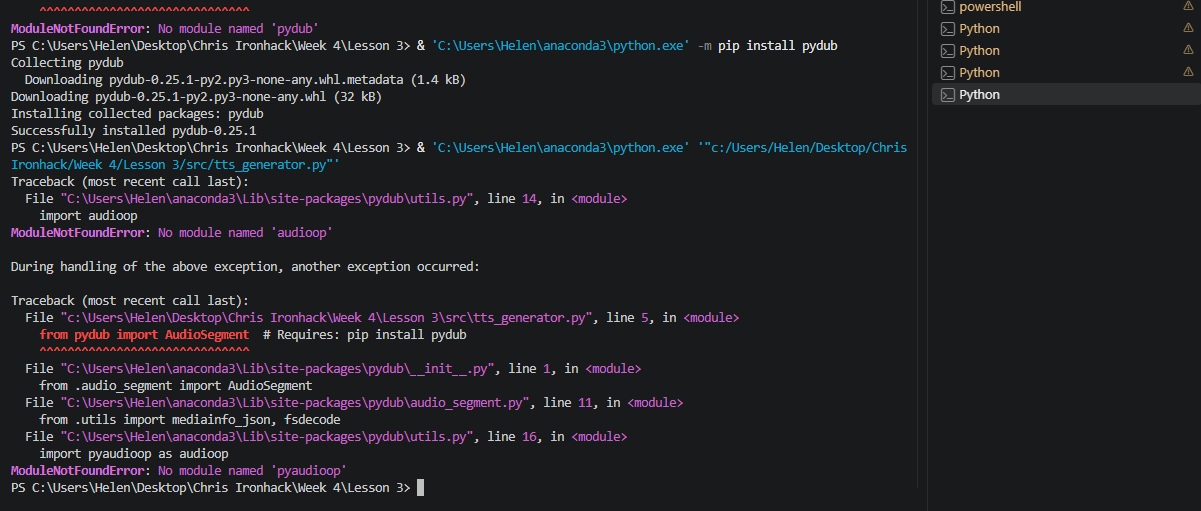 ^^^^^^^^^^^^^^^^^^^^^^^^^^^^^^
ModuleNotFoundError: No module named 'pydub'
PS C:\Users\Helen\Desktop\Chris Ironhack\Week 4\Lesson 3> & 'C:\Users\Helen\anaconda3\python.exe' -m pip install pydub
Collecting pydub
  Downloading pydub-0.25.1-py2.py3-none-any.whl.metadata (1.4 kB)
Downloading pydub-0.25.1-py2.py3-none-any.whl (32 kB)
Installing collected packages: pydub
Successfully installed pydub-0.25.1
PS C:\Users\Helen\Desktop\Chris Ironhack\Week 4\Lesson 3> & 'C:\Users\Helen\anaconda3\python.exe' '"c:/Users/Helen/Desktop/Chris
Ironhack/Week 4/Lesson 3/src/tts_generator.py"'
Traceback (most recent call last):
  File "C:\Users\Helen\anaconda3\Lib\site-packages\pydub\utils.py", line 14, in <module>
    import audioop
ModuleNotFoundError: No module named 'audioop'

During handling of the above exception, another exception occurred:

Traceback (most recent call last):
  File "c:\Users\Helen\Desktop\Chris Ironhack\Week 4\Lesson 3\src\tts_generator.py", line 5, in <module>
    from pydub import AudioSegment  # Requires: pip install pydub
    ^^^^^^^^^^^^^^^^^^^^^^^^^^^^^^
  File "C:\Users\Helen\anaconda3\Lib\site-packages\pydub\__init__.py", line 1, in <module>
    from .audio_segment import AudioSegment
  File "C:\Users\Helen\anaconda3\Lib\site-packages\pydub\audio_segment.py", line 11, in <module>
    from .utils import mediainfo_json, fsdecode
  File "C:\Users\Helen\anaconda3\Lib\site-packages\pydub\utils.py", line 16, in <module>
    import pyaudioop as audioop
ModuleNotFoundError: No module named 'pyaudioop'
PS C:\Users\Helen\Desktop\Chris Ironhack\Week 4\Lesson 3>
powershell
Python
Python
Python
Python